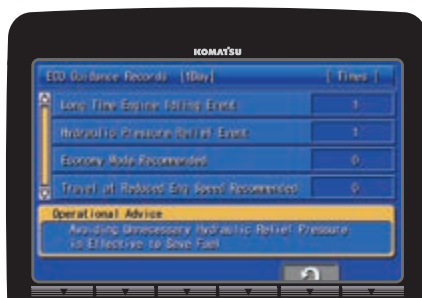 KOMATSU
ECO Guidance Records [1Day] [ Times ]
Long Time Engine Idling Event 1
Hydraulic Pressure Relief Event 1
Economy Mode Recommended 0
Travel at Reduced Eng Speed Recommended 0
Operational Advice
Avoiding Unnecessary Hydraulic Relief Pressure
is Effective to Save Fuel